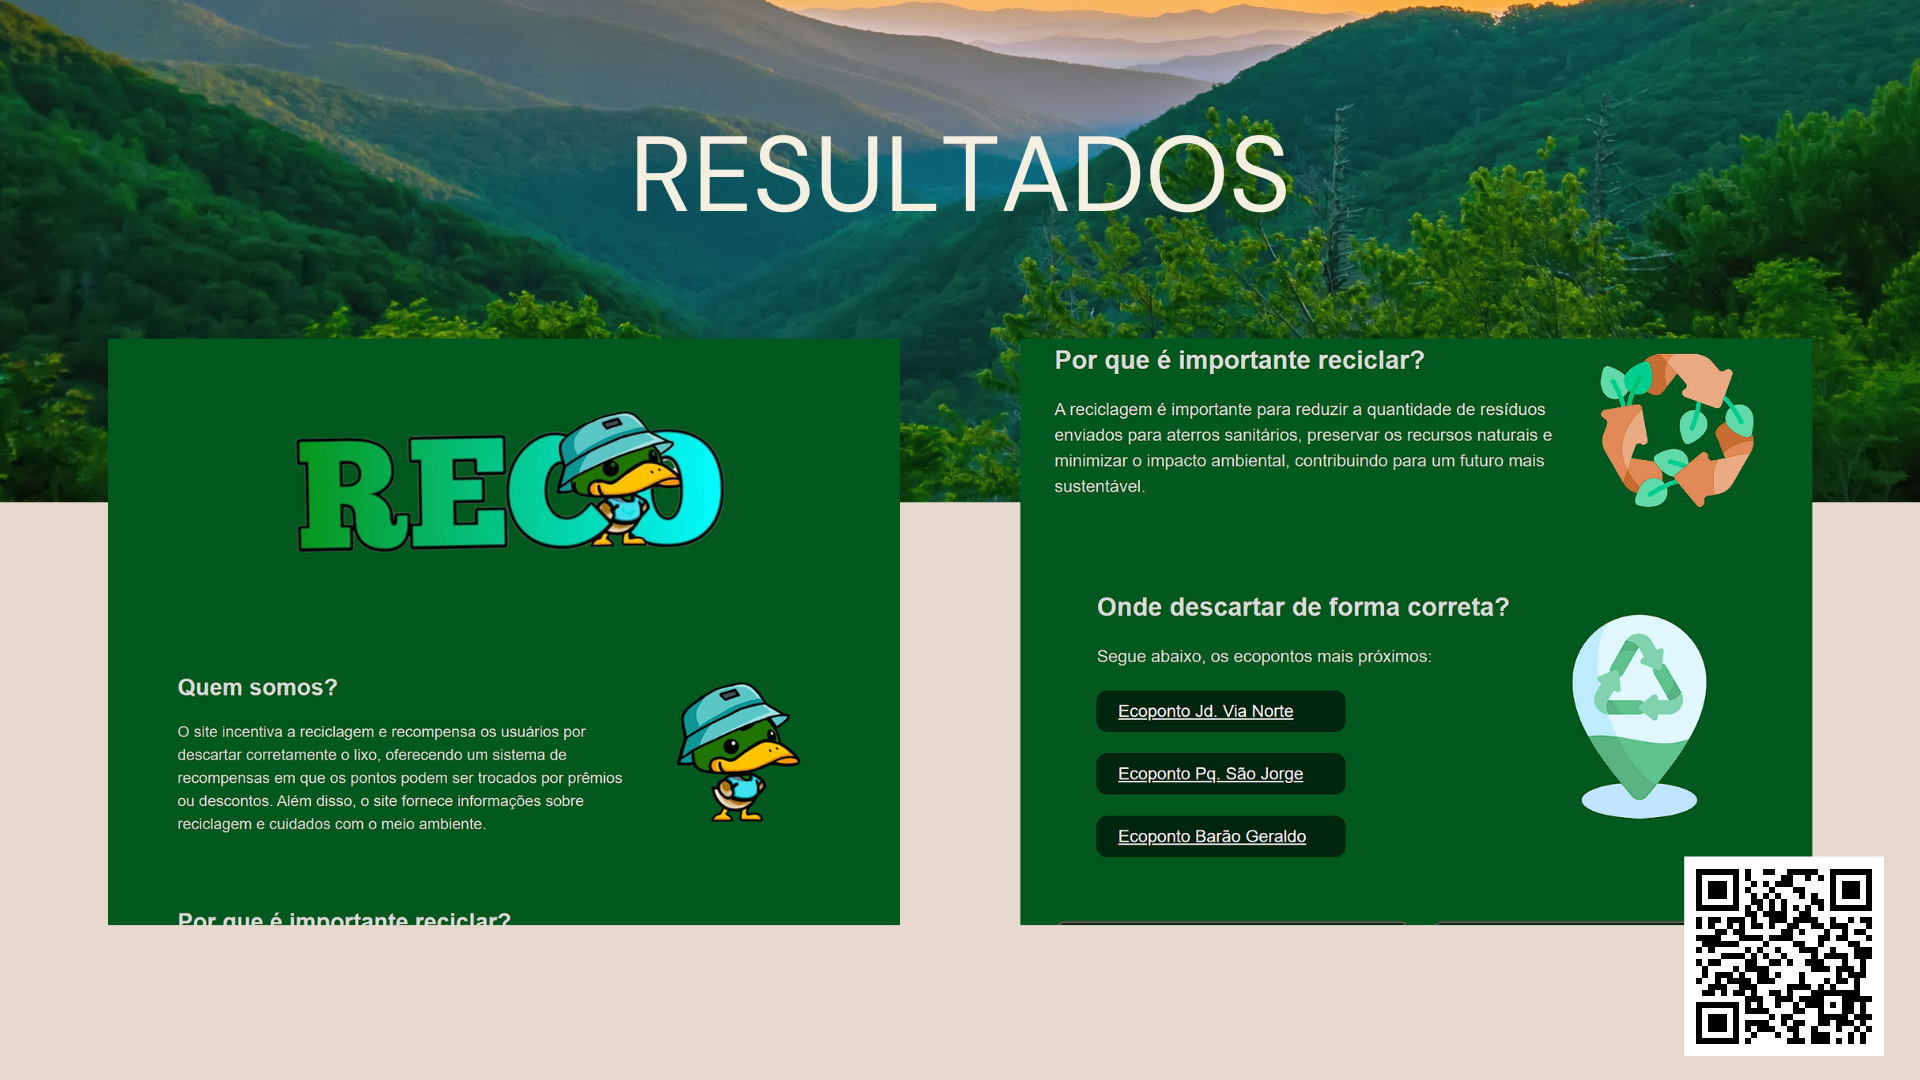 RESULTADOS
RECO
Quem somos?
O site incentiva a reciclagem e recompensa os usuários por
descartar corretamente o lixo, oferecendo um sistema de
recompensas em que os pontos podem ser trocados por prêmios
ou descontos. Além disso, o site fornece informações sobre
reciclagem e cuidados com o meio ambiente.
Por que é importante reciclar?
Por que é importante reciclar?
A reciclagem é importante para reduzir a quantidade de resíduos
enviados para aterros sanitários, preservar os recursos naturais e
minimizar o impacto ambiental, contribuindo para um futuro mais
sustentável.
Onde descartar de forma correta?
Segue abaixo, os ecopontos mais próximos:
Ecoponto Jd. Via Norte
Ecoponto Pq. São Jorge
Ecoponto Barão Geraldo